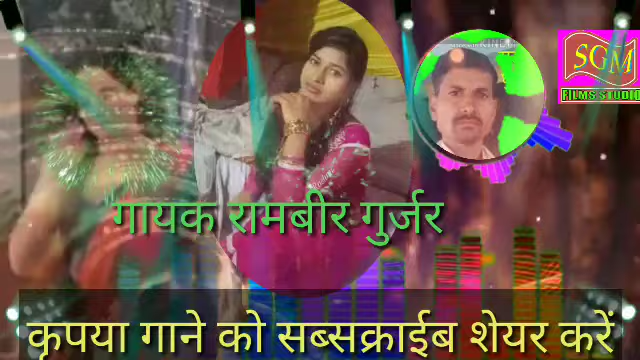 SGM
FILMS STUDIO
गायक रामबीर गुर्जर
कृपया गाने को सब्सक्राईब शेयर करें